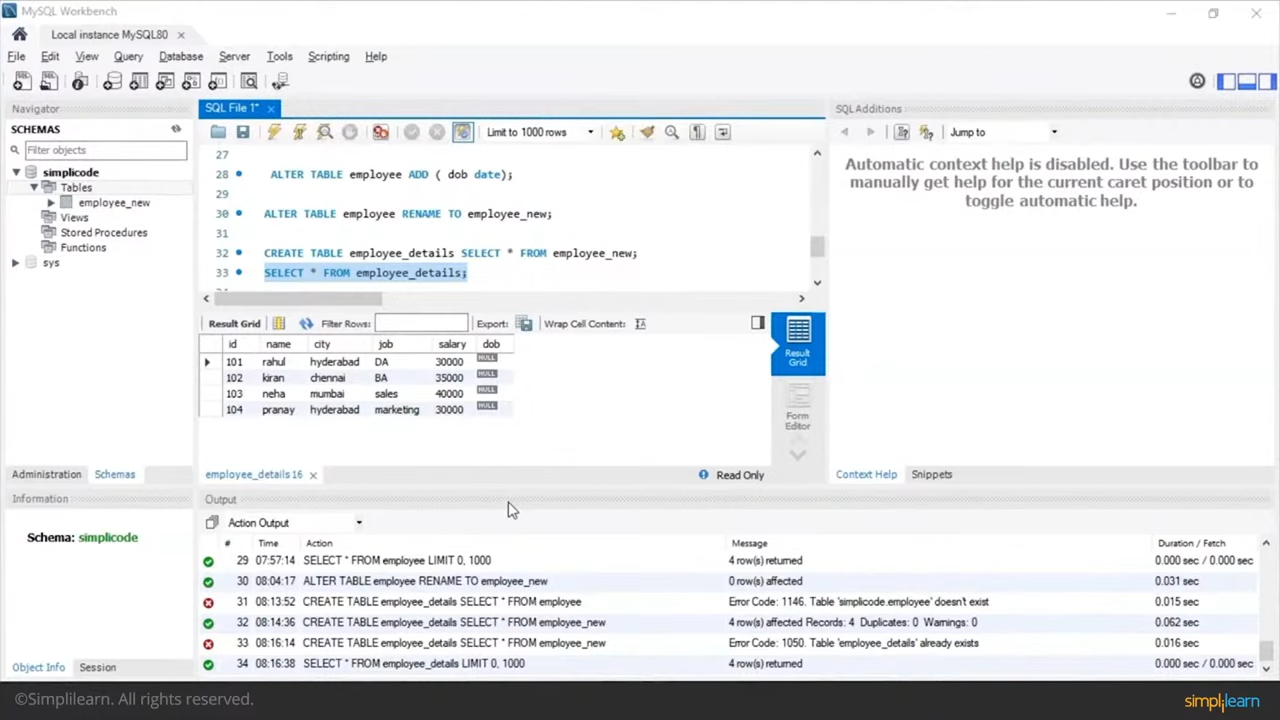 MySQL Workbench
Local instance MySQL80
File Edit View Query Database Server Tools Scripting Help
Navigator
SCHEMAS
Filter objects
simplicode
Tables
employee_new
Views
Stored Procedures
Functions
sys
Administration Schemas
Information
Schema: simplicode
Object Info Session
SQL File 1*
Limit to 1000 rows
27
28 ALTER TABLE employee ADD ( dob date);
29
30 ALTER TABLE employee RENAME TO employee_new;
31
32 CREATE TABLE employee_details SELECT * FROM employee_new;
33 SELECT * FROM employee_details;
Result Grid Filter Rows: Export: Wrap Cell Content:
id name city job salary dob
101 rahul hyderabad DA 30000 NULL
102 kiran chennai BA 35000 NULL
103 neha mumbai sales 40000 NULL
104 pranay hyderabad marketing 30000 NULL
Result
Grid
Form
Editor
employee_details 16 Read Only
SQL Additions
Jump to
Automatic context help is disabled. Use the toolbar to
manually get help for the current caret position or to
toggle automatic help.
Context Help Snippets
Output
Action Output
# Time Action Message Duration / Fetch
29 07:57:14 SELECT * FROM employee LIMIT 0, 1000 4 row(s) returned 0.000 sec / 0.000 sec
30 08:04:17 ALTER TABLE employee RENAME TO employee_new 0 row(s) affected 0.031 sec
31 08:13:52 CREATE TABLE employee_details SELECT * FROM employee Error Code: 1146. Table 'simplicode.employee' doesn't exist 0.015 sec
32 08:14:36 CREATE TABLE employee_details SELECT * FROM employee_new 4 row(s) affected Records: 4 Duplicates: 0 Warnings: 0 0.062 sec
33 08:16:14 CREATE TABLE employee_details SELECT * FROM employee_new Error Code: 1050. Table 'employee_details' already exists 0.016 sec
34 08:16:38 SELECT * FROM employee_details LIMIT 0, 1000 4 row(s) returned 0.000 sec / 0.000 sec
©Simplilearn. All rights reserved.
simplilearn